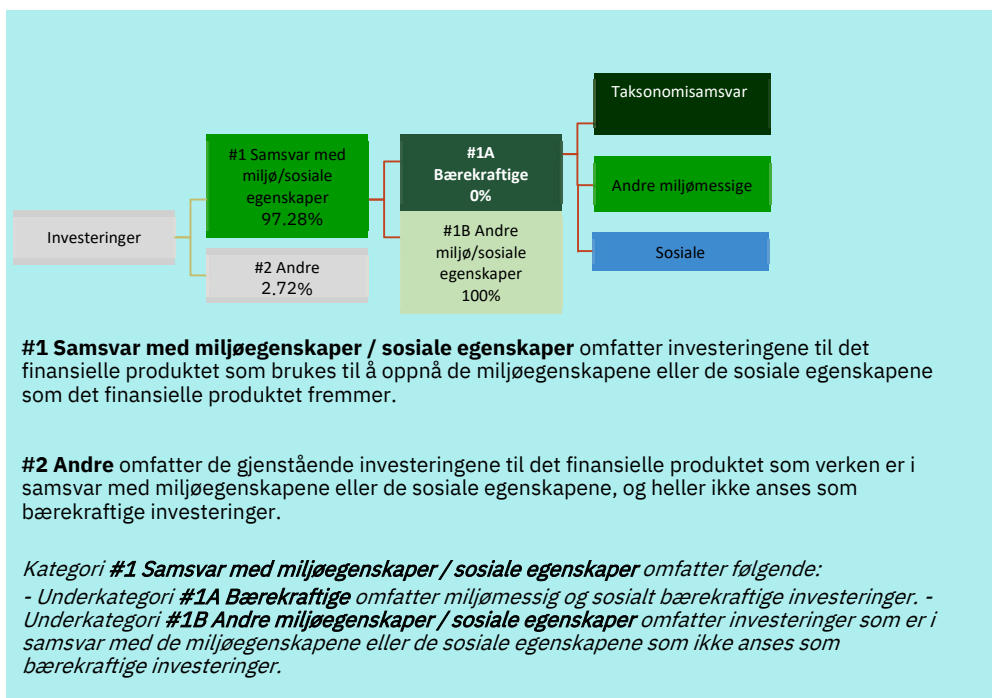 Investeringer
#1 Samsvar med
miljø/sosiale
egenskaper
97.28%
#2 Andre
2.72%
#1A
Bærekraftige
0%
#1B Andre
miljø/sosiale
egenskaper
100%
Taksonomisamsvar
Andre miljømessige
Sosiale
#1 Samsvar med miljøegenskaper / sosiale egenskaper omfatter investeringene til det
finansielle produktet som brukes til å oppnå de miljøegenskapene eller de sosiale egenskapene
som det finansielle produktet fremmer.
#2 Andre omfatter de gjenstående investeringene til det finansielle produktet som verken er i
samsvar med miljøegenskapene eller de sosiale egenskapene, og heller ikke anses som
bærekraftige investeringer.
Kategori #1 Samsvar med miljøegenskaper / sosiale egenskaper omfatter følgende:
- Underkategori #1A Bærekraftige omfatter miljømessig og sosialt bærekraftige investeringer. -
Underkategori #1B Andre miljøegenskaper / sosiale egenskaper omfatter investeringer som er i
samsvar med de miljøegenskapene eller de sosiale egenskapene som ikke anses som
bærekraftige investeringer.